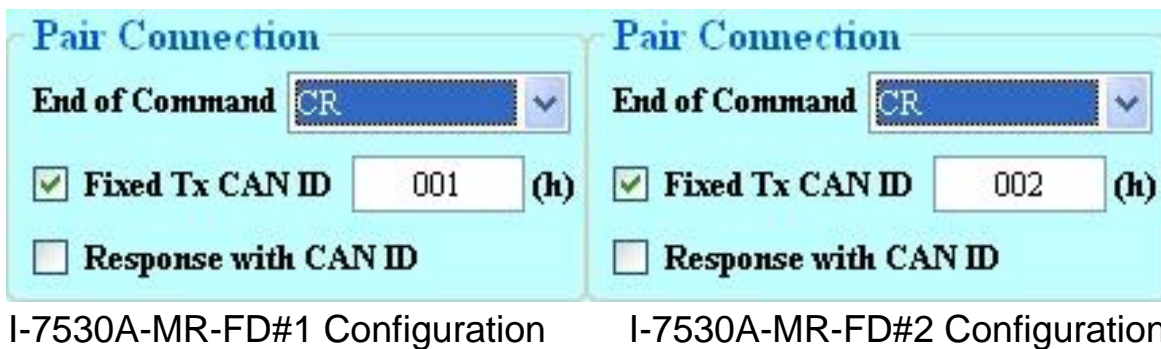 Pair Connection
End of Command CR
Fixed Tx CAN ID 001 (h)
Response with CAN ID
Pair Connection
End of Command CR
Fixed Tx CAN ID 002 (h)
Response with CAN ID
I-7530A-MR-FD#1 Configuration
I-7530A-MR-FD#2 Configuration